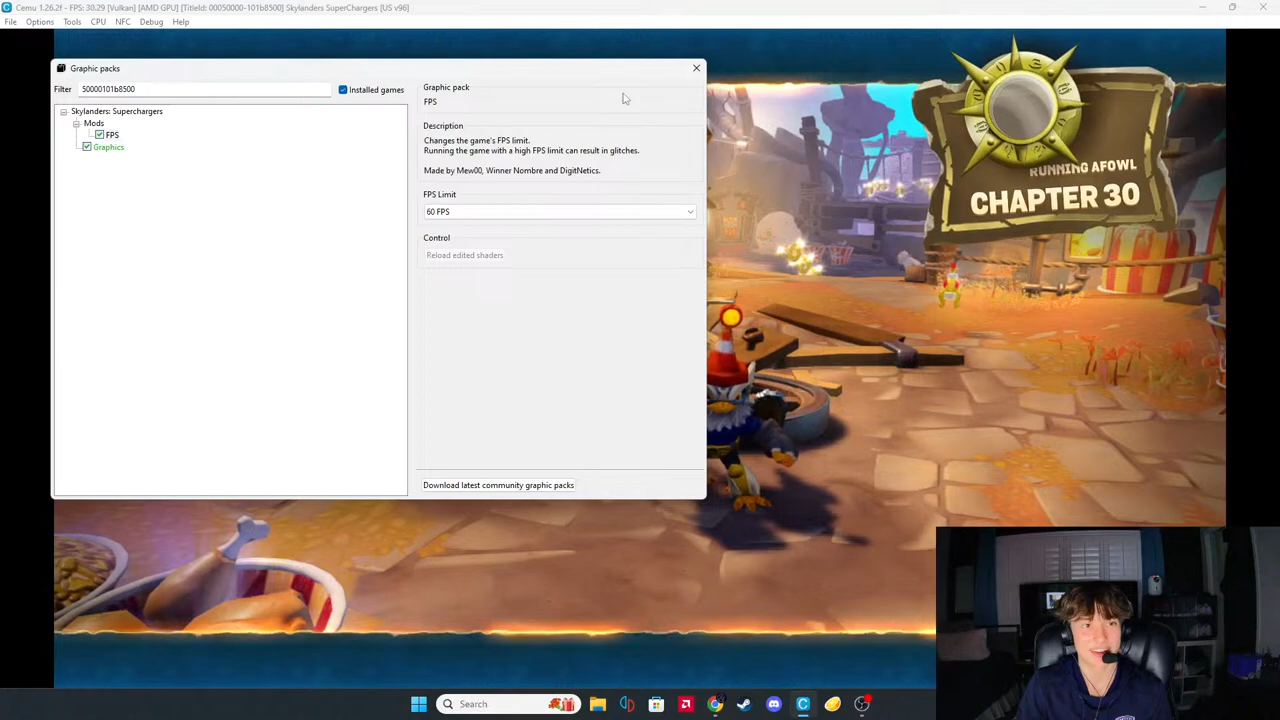 Cemu 1.26.2f - FPS: 30.29 [Vulkan] [AMD GPU] [TitleId: 00050000-101b8500] Skylanders SuperChargers [US v96]
File Options Tools CPU NFC Debug Help
Graphic packs
Filter 50000101b8500 Installed games
Skylanders: Superchargers
Mods
FPS
Graphics
Graphic pack
FPS
Description
Changes the game's FPS limit.
Running the game with a high FPS limit can result in glitches.
Made by Mew00, Winner Nombre and DigitNetics.
FPS Limit
60 FPS
Control
Reload edited shaders
Download latest community graphic packs
RUNNING AFOWL
CHAPTER 30
Search